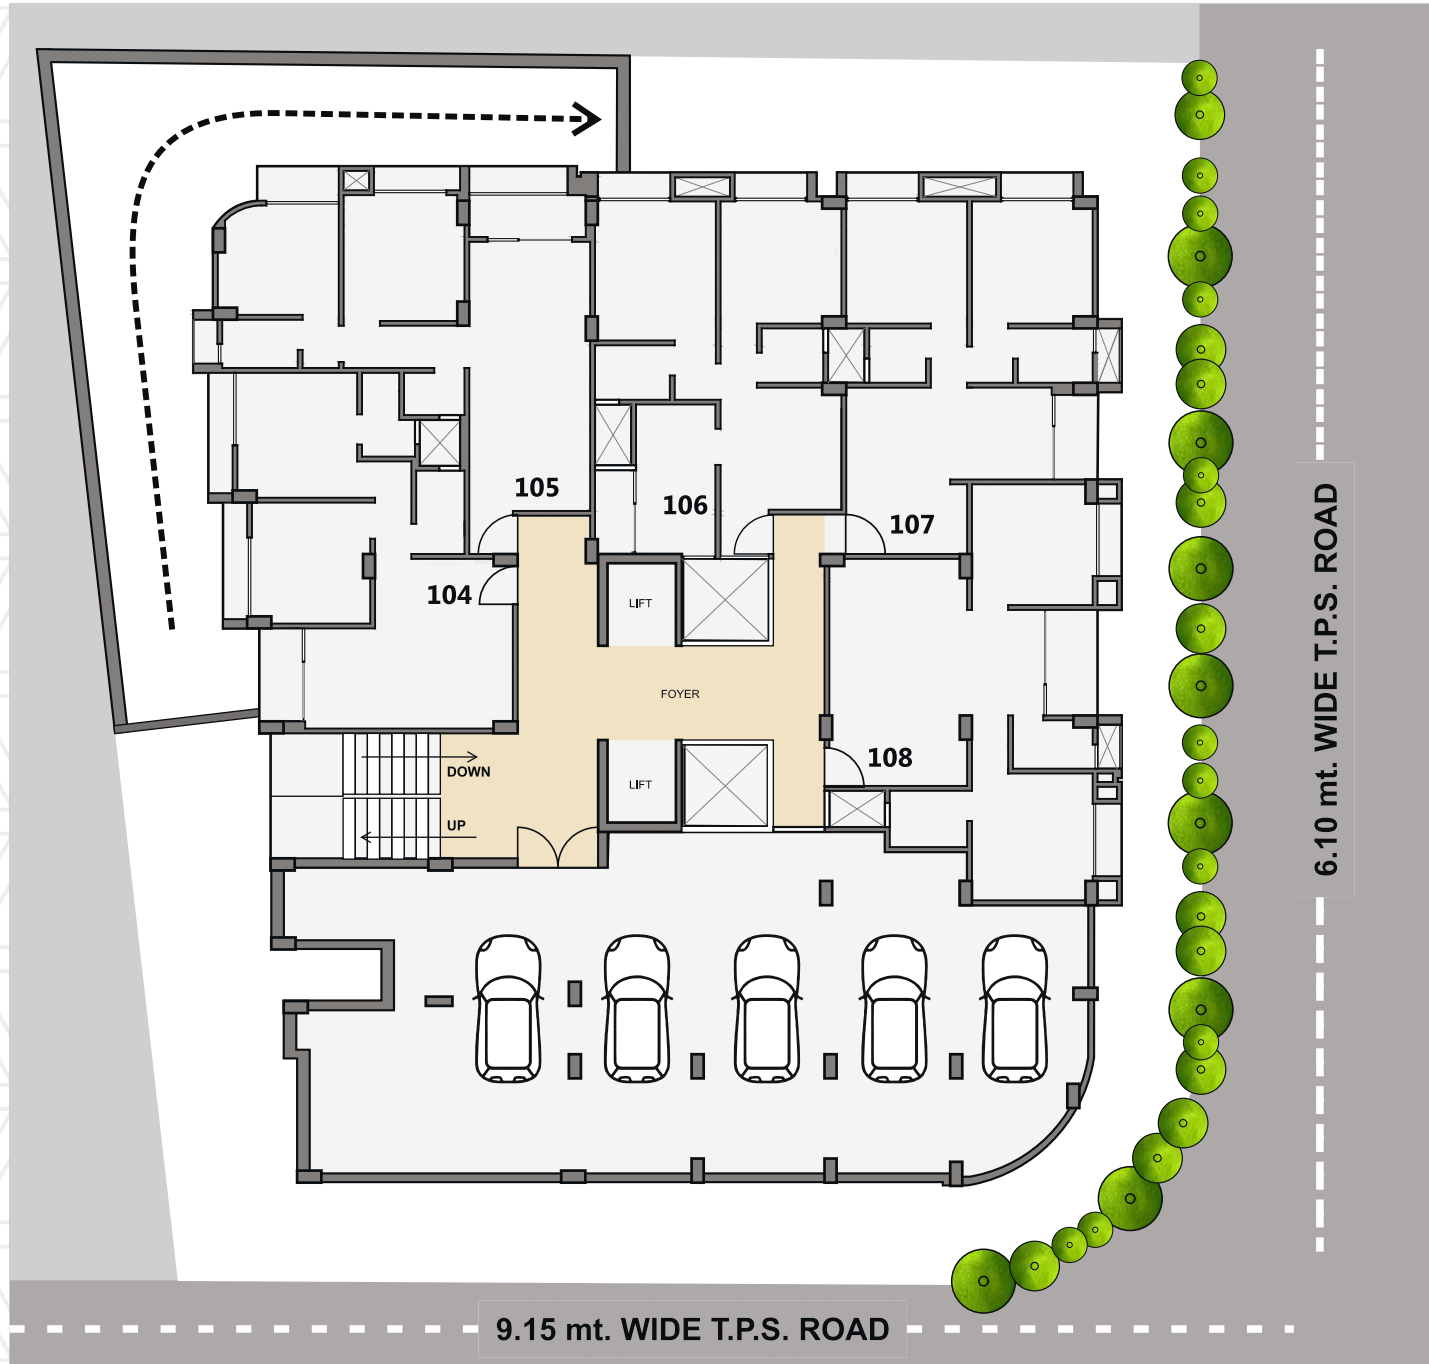 105
106
107
104
LIFT
FOYER
108
DOWN
LIFT
UP
6.10 mt. WIDE T.P.S. ROAD
9.15 mt. WIDE T.P.S. ROAD